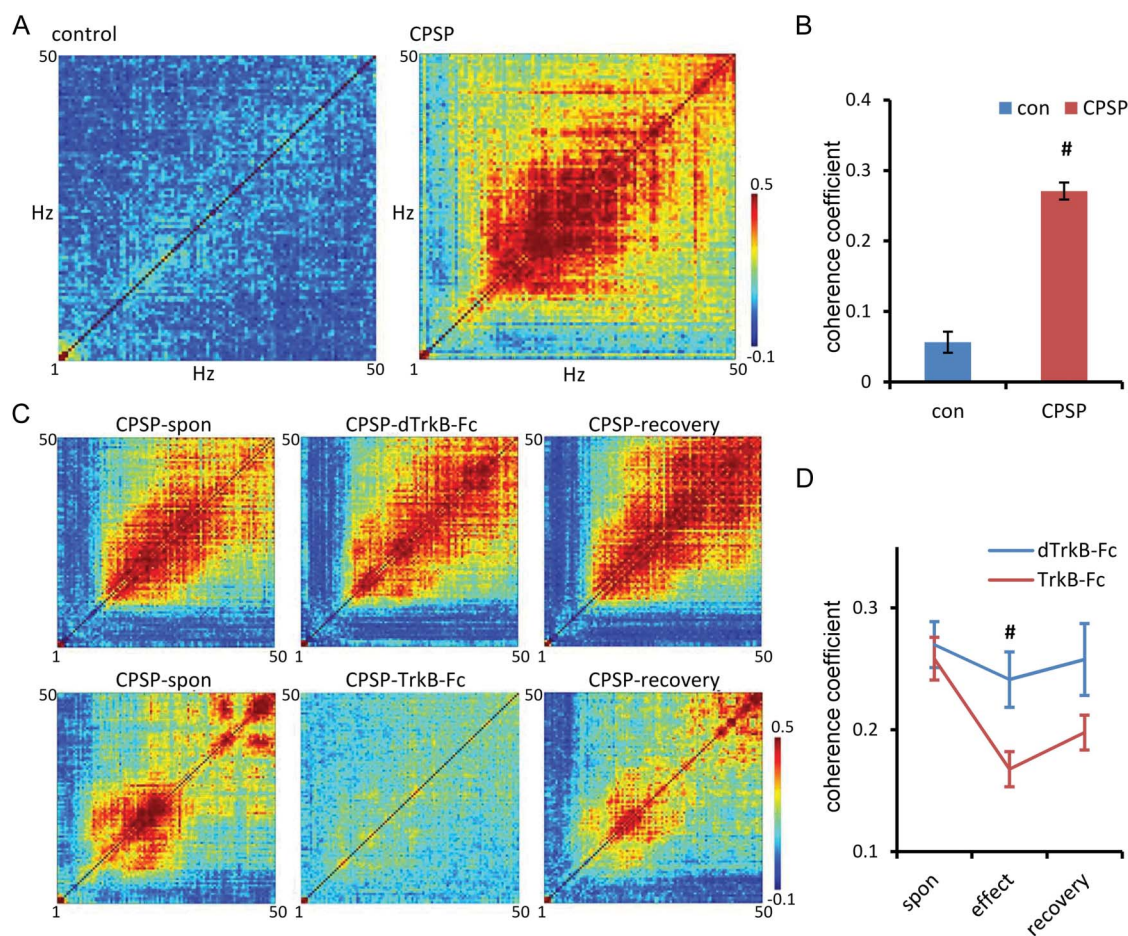 A
control
50
Hz
1
Hz
50
CPSP
50
Hz
Hz
50
0.5
-0.1
B
0.4
0.3
0.2
0.1
0
coherence coefficient
con
CPSP
#
con
CPSP
C
CPSP-spon
50
1
50
CPSP-dTrkB-Fc
50
1
50
CPSP-recovery
50
1
50
CPSP-spon
50
1
50
CPSP-TrkB-Fc
50
1
50
CPSP-recovery
50
1
50
0.5
-0.1
D
coherence coefficient
0.3
0.2
0.1
dTrkB-Fc
TrkB-Fc
#
spon
effect
recovery